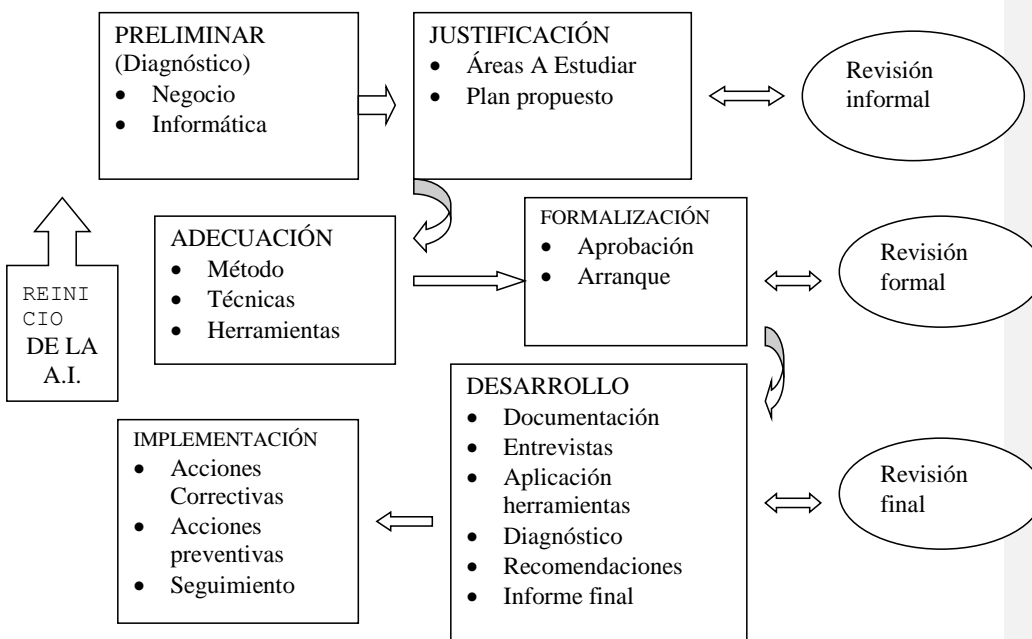 PRELIMINAR
(Diagnóstico)
• Negocio
• Informática
JUSTIFICACIÓN
• Áreas A Estudiar
• Plan propuesto
Revisión
informal
ADECUACIÓN
• Método
• Técnicas
• Herramientas
FORMALIZACIÓN
• Aprobación
• Arranque
Revisión
formal
REINI
CIO
DE LA
A.I.
IMPLEMENTACIÓN
• Acciones
Correctivas
• Acciones
preventivas
• Seguimiento
DESARROLLO
• Documentación
• Entrevistas
• Aplicación
herramientas
• Diagnóstico
• Recomendaciones
• Informe final
Revisión
final